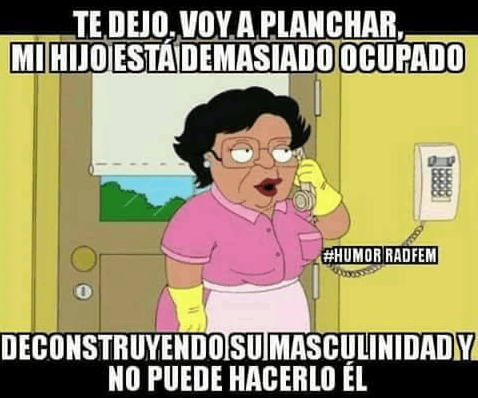 TE DEJO, VOY A PLANCHAR,
MI HIJO ESTÁ DEMASIADO OCUPADO
#HUMOR RADFEM
DECONSTRUYENDO SU MASCULINIDAD Y
NO PUEDE HACERLO ÉL